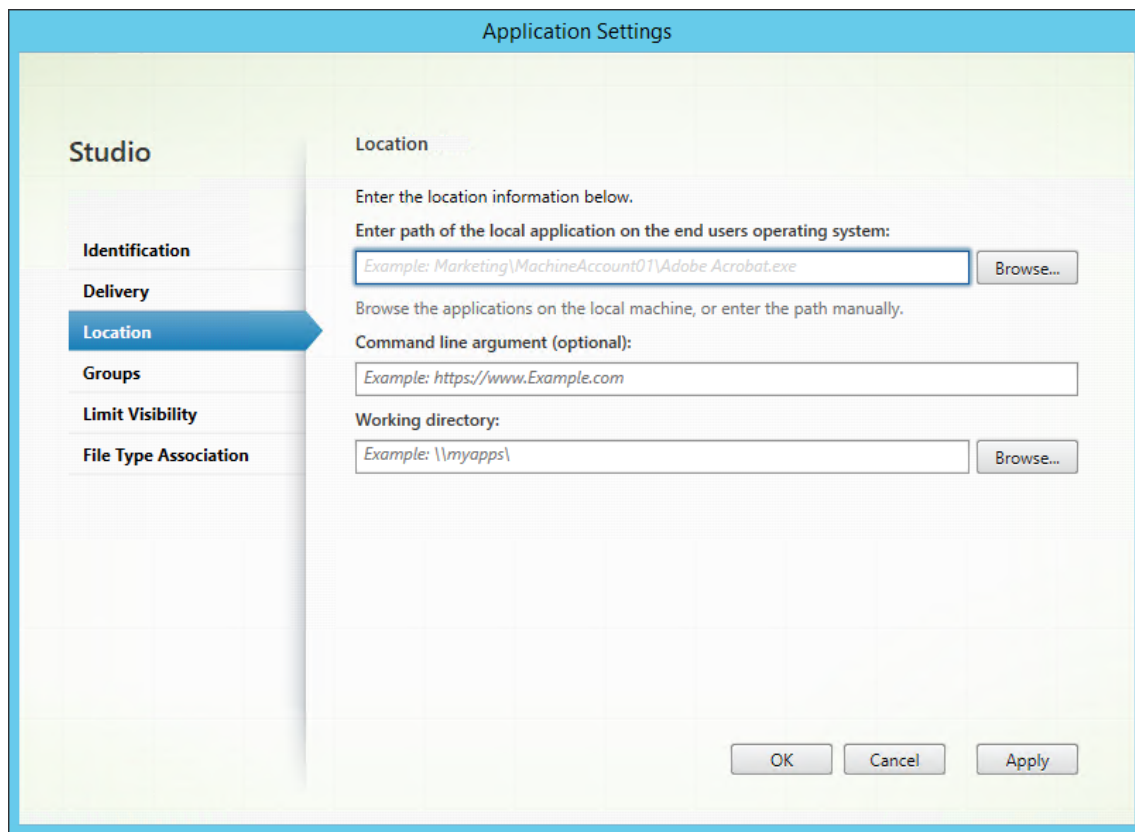 Application Settings
Studio
Identification
Delivery
Location
Groups
Limit Visibility
File Type Association
Location
Enter the location information below.
Enter path of the local application on the end users operating system:
Example: Marketing\MachineAccount01\Adobe Acrobat.exe
Browse...
Browse the applications on the local machine, or enter the path manually.
Command line argument (optional):
Example: https://www.Example.com
Working directory:
Example: \\myapps\
Browse...
OK
Cancel
Apply